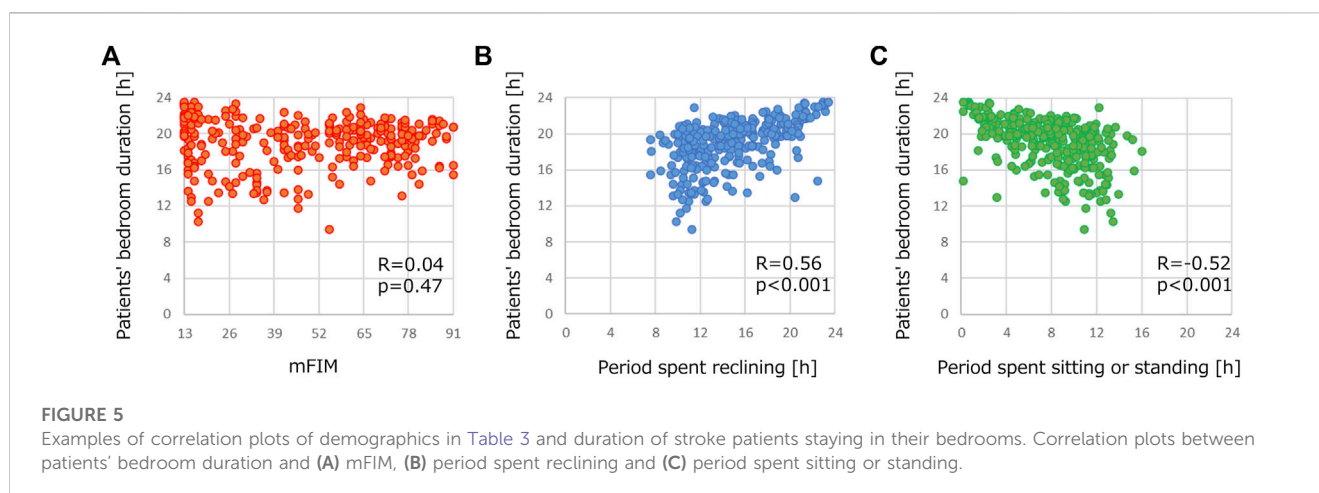 A
Patients' bedroom duration [h]
24
20
16
12
8
4
0
13 26 39 52 65 78 91
mFIM
R=0.04
p=0.47
B
Patients' bedroom duration [h]
24
20
16
12
8
4
0
0 4 8 12 16 20 24
Period spent reclining [h]
R=0.56
p<0.001
C
Patients' bedroom duration [h]
24
20
16
12
8
4
0
0 4 8 12 16 20 24
Period spent sitting or standing [h]
R=-0.52
p<0.001
FIGURE 5
Examples of correlation plots of demographics in Table 3 and duration of stroke patients staying in their bedrooms. Correlation plots between
patients' bedroom duration and (A) mFIM, (B) period spent reclining and (C) period spent sitting or standing.